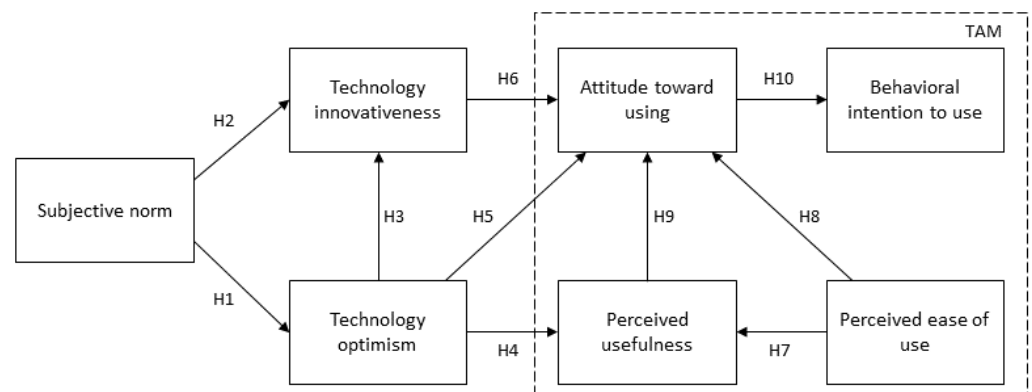 TAM
Technology
innovativeness
H6
Attitude toward
using
H10
Behavioral
intention to use
H2
Subjective norm
H3
H5
H9
H8
H1
Technology
optimism
H4
Perceived
usefulness
H7
Perceived ease of
use